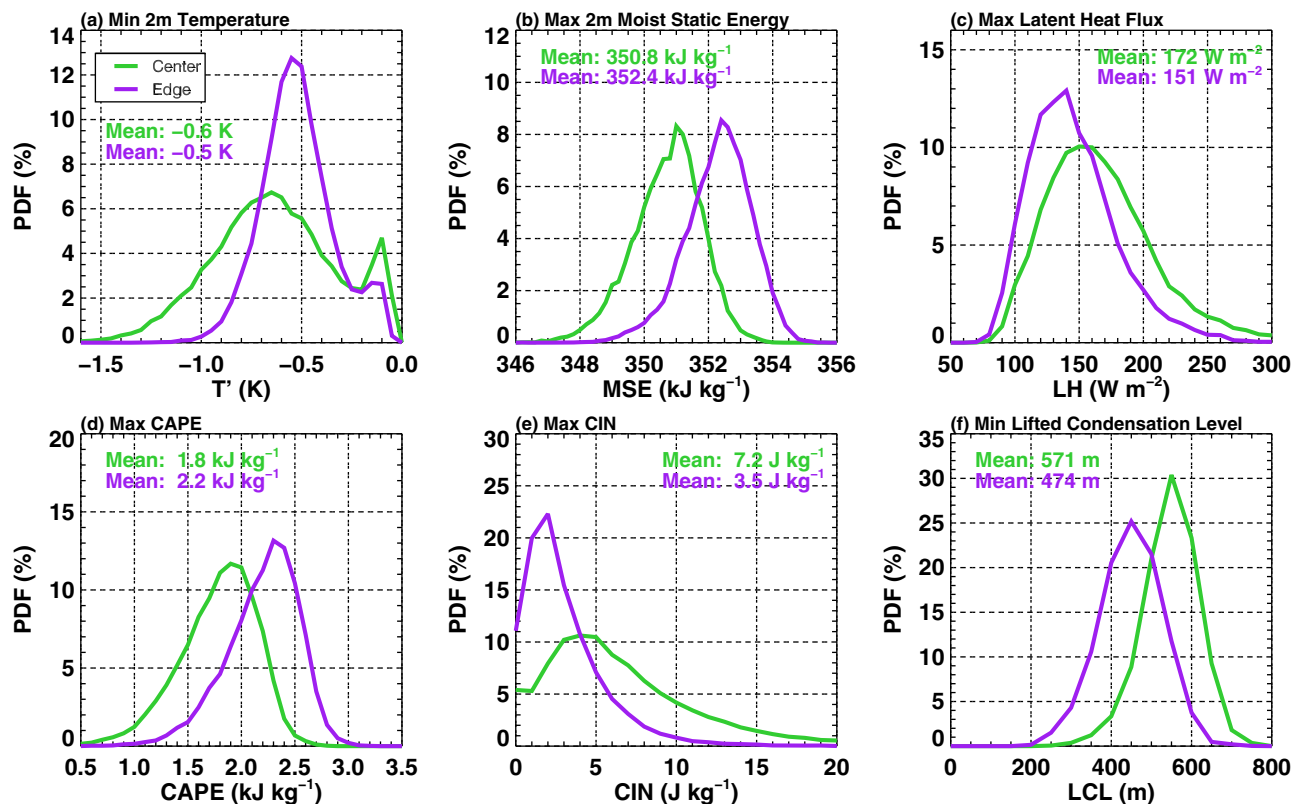 (a) Min 2m Temperature
14
12
10
8
6
4
2
0
PDF (%)
Center
Edge
Mean: −0.6 K
Mean: −0.5 K
−1.5
−1.0
−0.5
0.0
T' (K)
(b) Max 2m Moist Static Energy
12
10
8
6
4
2
0
PDF (%)
Mean: 350.8 kJ kg⁻¹
Mean: 352.4 kJ kg⁻¹
346
348
350
352
354
356
MSE (kJ kg⁻¹)
(c) Max Latent Heat Flux
15
10
5
0
PDF (%)
Mean: 172 W m⁻²
Mean: 151 W m⁻²
50
100
150
200
250
300
LH (W m⁻²)
(d) Max CAPE
20
15
10
5
0
PDF (%)
Mean: 1.8 kJ kg⁻¹
Mean: 2.2 kJ kg⁻¹
0.5
1.0
1.5
2.0
2.5
3.0
3.5
CAPE (kJ kg⁻¹)
(e) Max CIN
30
25
20
15
10
5
0
PDF (%)
Mean: 7.2 J kg⁻¹
Mean: 3.5 J kg⁻¹
0
5
10
15
20
CIN (J kg⁻¹)
(f) Min Lifted Condensation Level
35
30
25
20
15
10
5
0
PDF (%)
Mean: 571 m
Mean: 474 m
0
200
400
600
800
LCL (m)